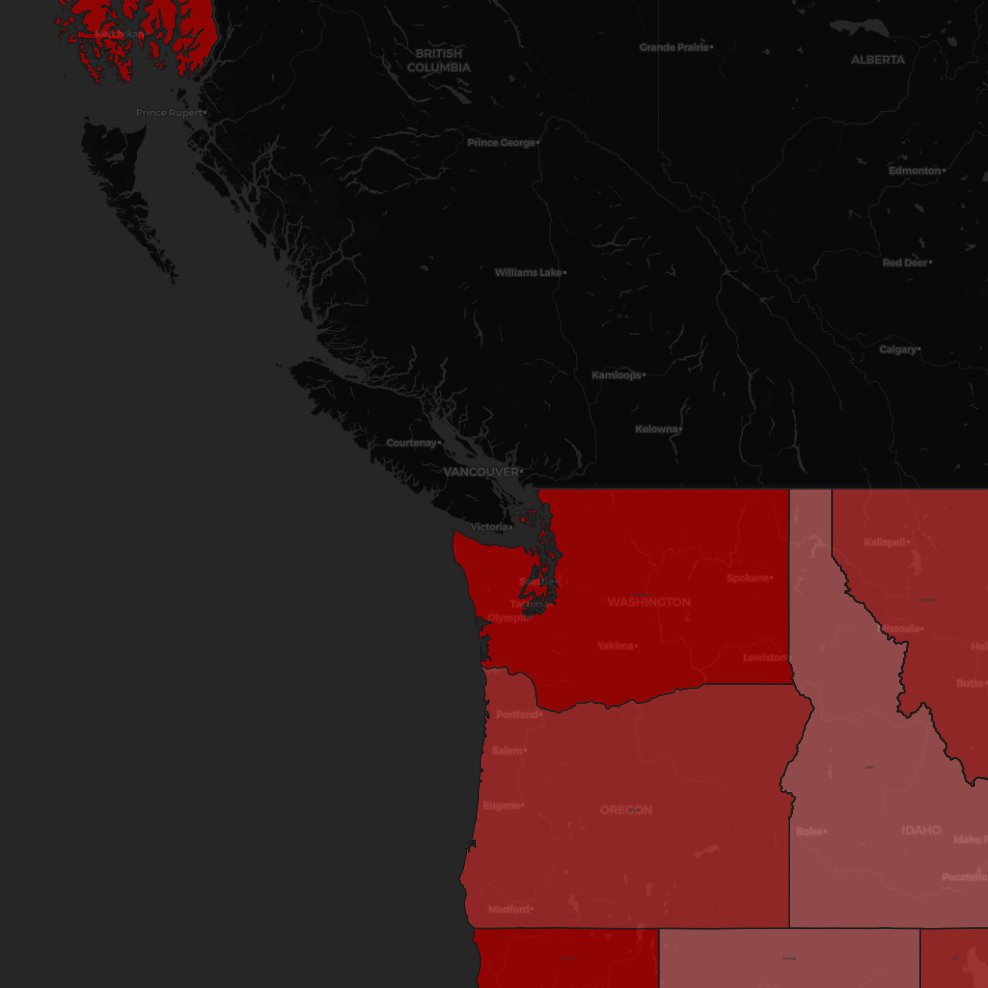 Ketchikan
Grande Prairie
BRITISH
COLUMBIA
ALBERTA
Prince Rupert
Prince George
Edmonton
Red Deer
Williams Lake
Calgary
Kamloops
Kelowna
Courtenay
VANCOUVER
Victoria
Kalispell
Seattle
Spokane
Tacoma
WASHINGTON
Olympia
Missoula
Yakima
Lewiston
Butte
Portland
Salem
Eugene
OREGON
Boise
IDAHO
Idaho F
Pocatello
Medford